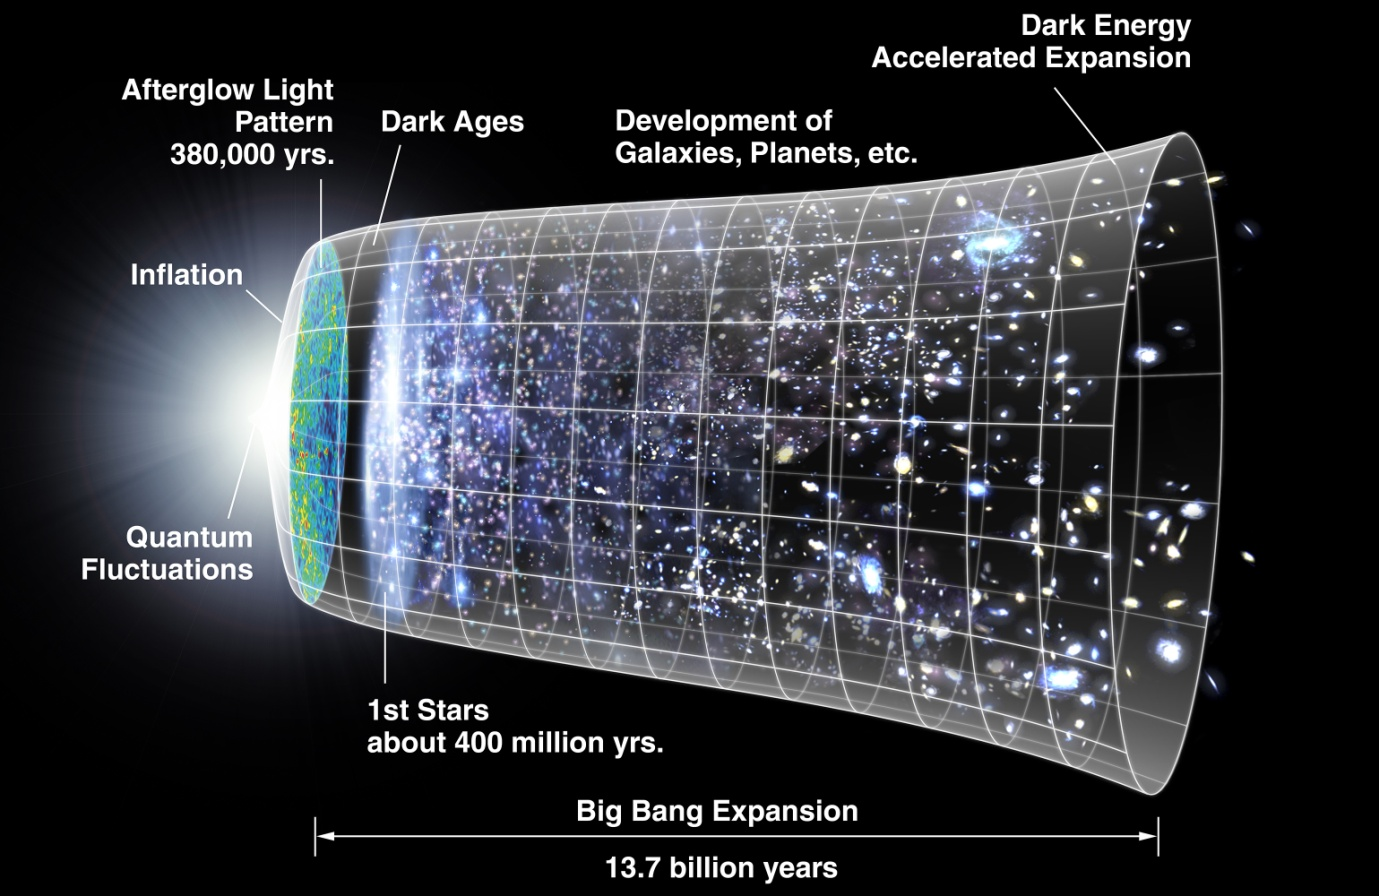 Dark Energy
Accelerated Expansion
Afterglow Light
Pattern
380,000 yrs.
Dark Ages
Development of
Galaxies, Planets, etc.
Inflation
Quantum
Fluctuations
1st Stars
about 400 million yrs.
Big Bang Expansion
13.7 billion years